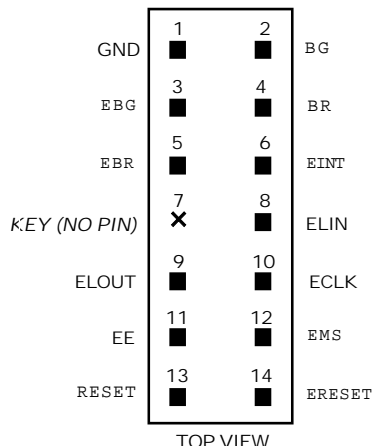 1 2
GND BG
3 4
EBG BR
5 6
EBR EINT
7 8
KEY (NO PIN) ELIN
9 10
ELOUT ECLK
11 12
EE EMS
13 14
RESET ERESET
TOP VIEW